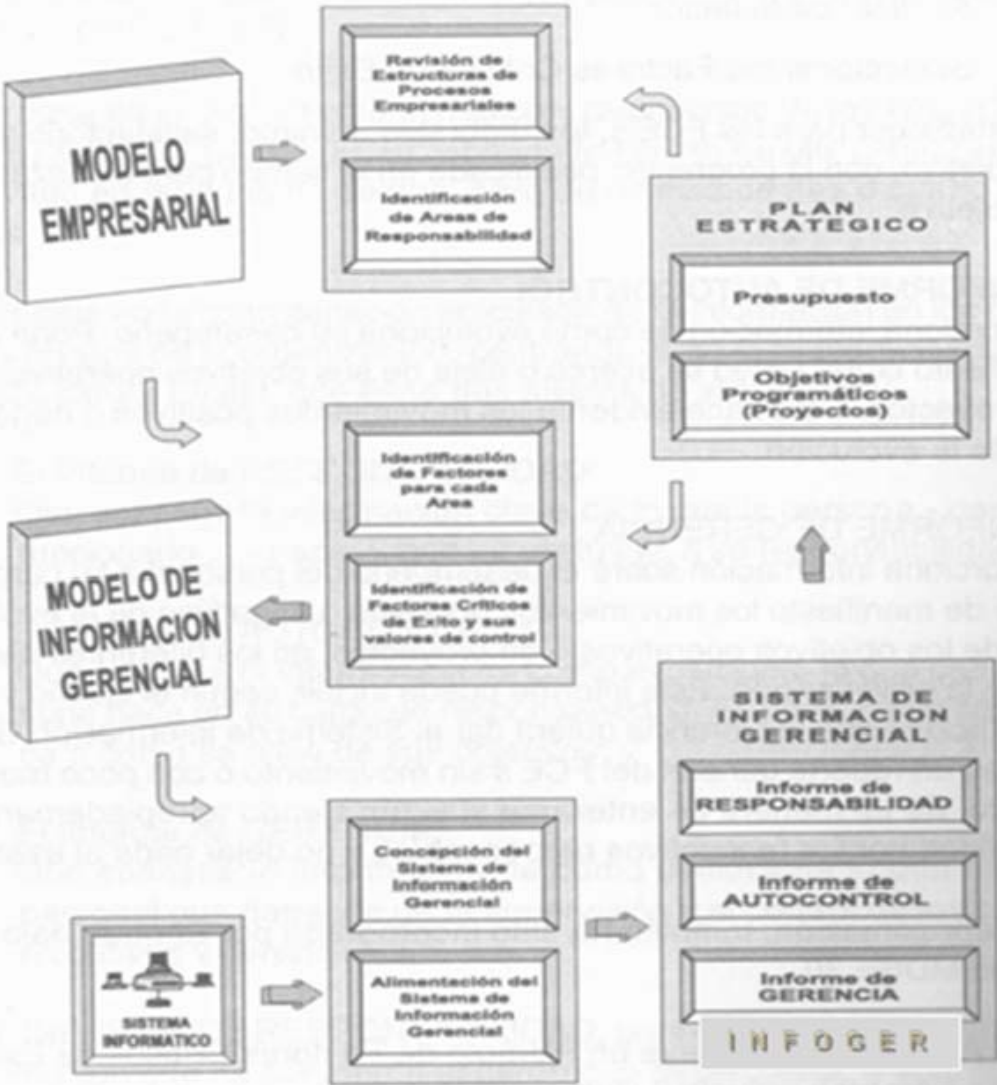 Revisión de
Estructuras de
Procesos
Empresariales
MODELO
EMPRESARIAL
Identificación
de Areas de
Responsabilidad
PLAN
ESTRATEGICO
Presupuesto
Objetivos
Programáticos
(Proyectos)
Identificación
de Factores
para cada
Area
Identificación de
Factores Críticos
de Exito y sus
valores de control
MODELO DE
INFORMACION
GERENCIAL
SISTEMA DE
INFORMACION
GERENCIAL
Informe de
RESPONSABILIDAD
Informe de
AUTOCONTROL
Informe de
GERENCIA
INFOGER
Concepción del
Sistema de
Información
Gerencial
Alimentación del
Sistema de
Información
Gerencial
SISTEMA
INFORMATICO